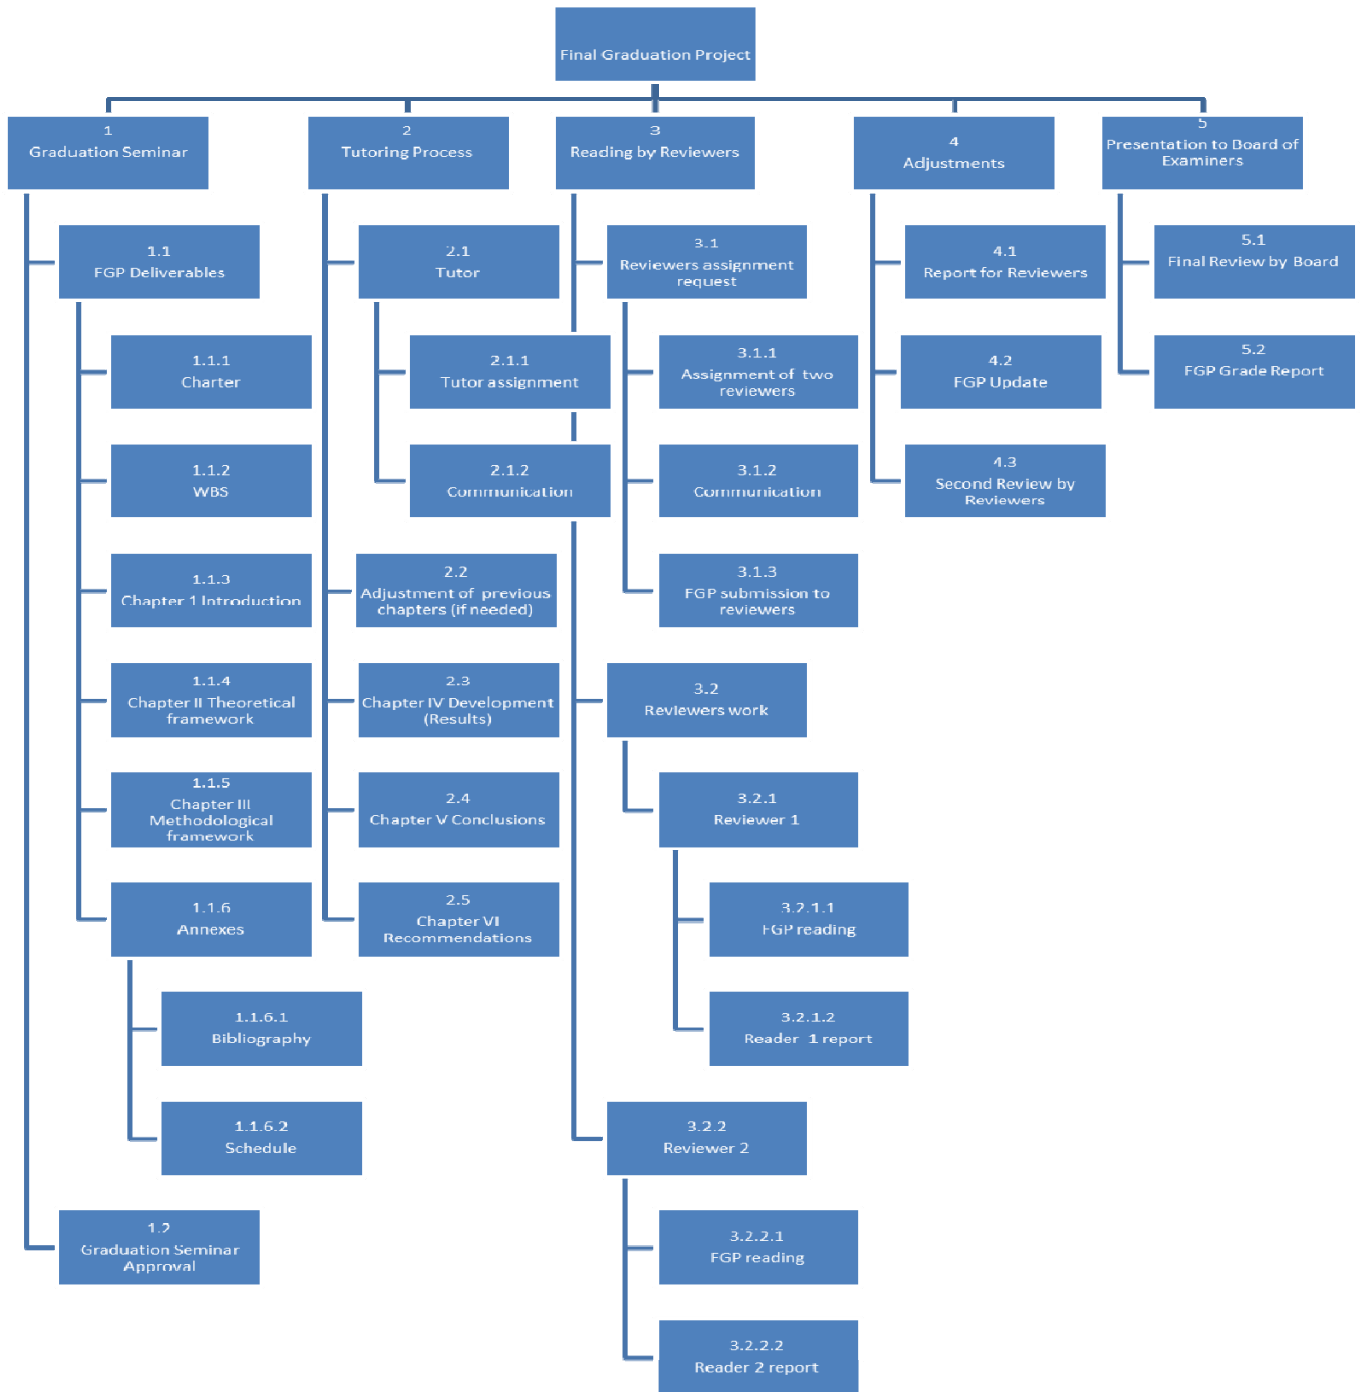 Final Graduation Project
1
Graduation Seminar
1.1
FGP Deliverables
1.1.1
Charter
1.1.2
WBS
1.1.3
Chapter 1 Introduction
1.1.4
Chapter II Theoretical
framework
1.1.5
Chapter III
Methodological
framework
1.1.6
Annexes
1.1.6.1
Bibliography
1.1.6.2
Schedule
1.2
Graduation Seminar
Approval
2
Tutoring Process
2.1
Tutor
2.1.1
Tutor assignment
2.1.2
Communication
2.2
Adjustment of previous
chapters (if needed)
2.3
Chapter IV Development
(Results)
2.4
Chapter V Conclusions
2.5
Chapter VI
Recommendations
3
Reading by Reviewers
3.1
Reviewers assignment
request
3.1.1
Assignment of two
reviewers
3.1.2
Communication
3.1.3
FGP submission to
reviewers
3.2
Reviewers work
3.2.1
Reviewer 1
3.2.1.1
FGP reading
3.2.1.2
Reader 1 report
3.2.2
Reviewer 2
3.2.2.1
FGP reading
3.2.2.2
Reader 2 report
4
Adjustments
4.1
Report for Reviewers
4.2
FGP Update
4.3
Second Review by
Reviewers
5
Presentation to Board of
Examiners
5.1
Final Review by Board
5.2
FGP Grade Report